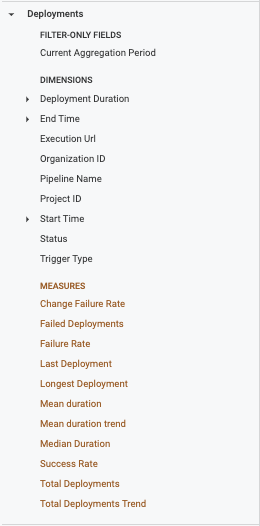 Deployments
FILTER-ONLY FIELDS
Current Aggregation Period
DIMENSIONS
Deployment Duration
End Time
Execution Url
Organization ID
Pipeline Name
Project ID
Start Time
Status
Trigger Type
MEASURES
Change Failure Rate
Failed Deployments
Failure Rate
Last Deployment
Longest Deployment
Mean duration
Mean duration trend
Median Duration
Success Rate
Total Deployments
Total Deployments Trend